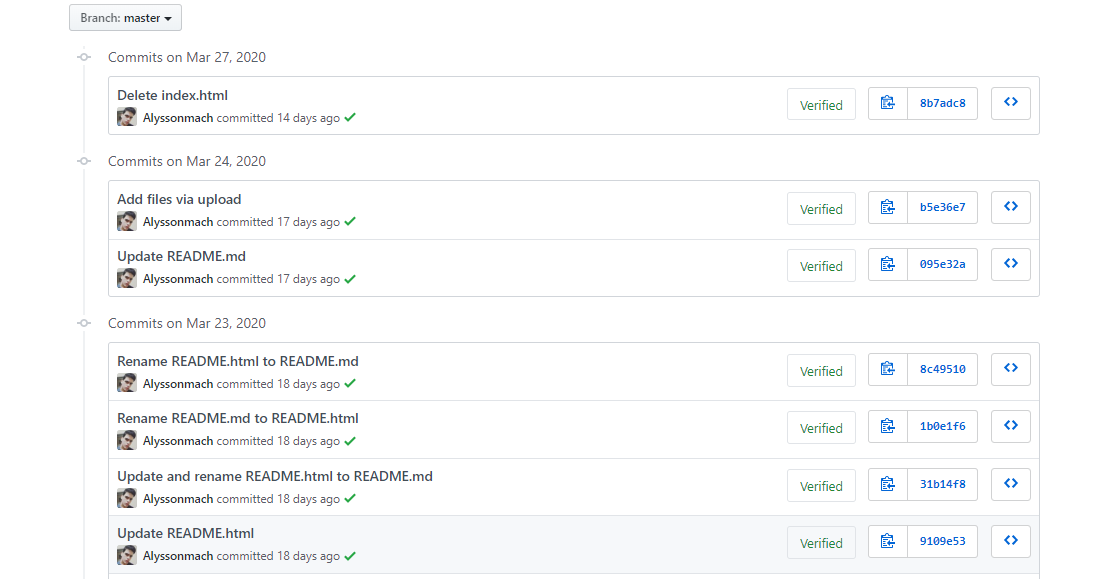 Branch: master
Commits on Mar 27, 2020
Delete index.html
Alyssonmach committed 14 days ago
Verified
8b7adc8
Commits on Mar 24, 2020
Add files via upload
Alyssonmach committed 17 days ago
Verified
b5e36e7
Update README.md
Alyssonmach committed 17 days ago
Verified
095e32a
Commits on Mar 23, 2020
Rename README.html to README.md
Alyssonmach committed 18 days ago
Verified
8c49510
Rename README.md to README.html
Alyssonmach committed 18 days ago
Verified
1b0e1f6
Update and rename README.html to README.md
Alyssonmach committed 18 days ago
Verified
31b14f8
Update README.html
Alyssonmach committed 18 days ago
Verified
9109e53